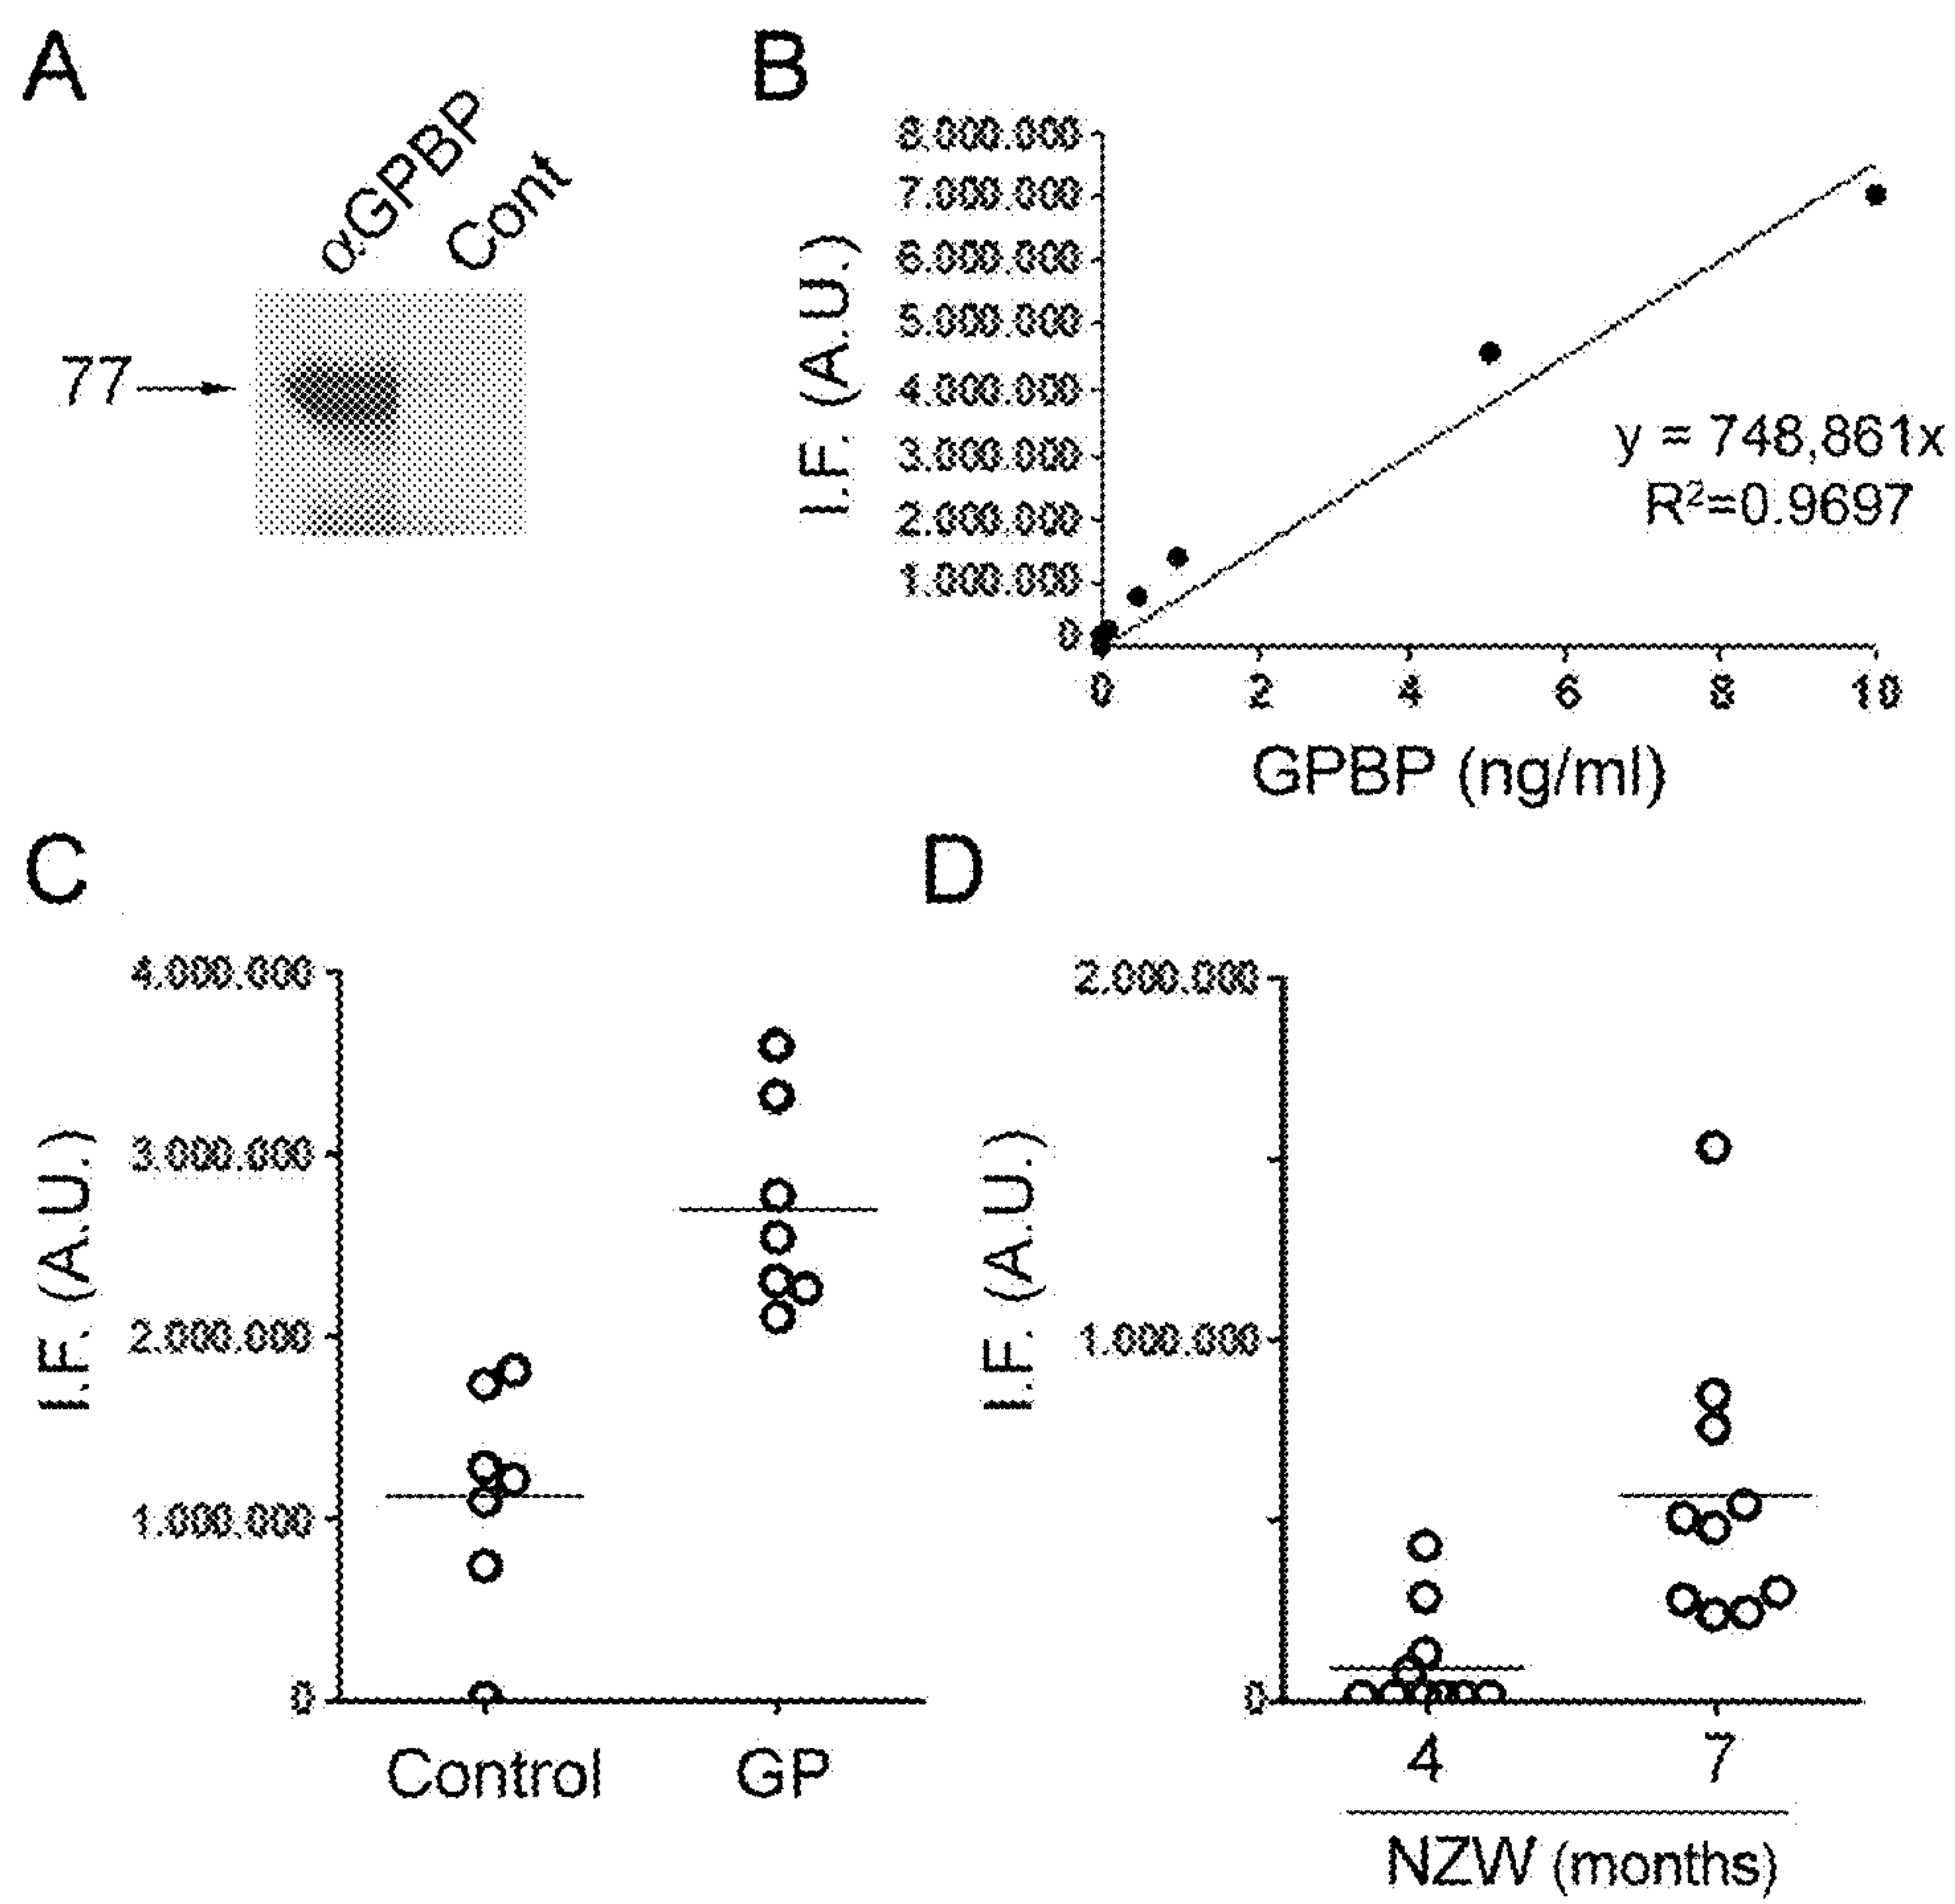 A
αGPBP
Cont
77
B
I.F. (A.U.)
8.000.000
7.000.000
6.000.000
5.000.000
4.000.000
3.000.000
2.000.000
1.000.000
0
y = 748,861x
R²=0.9697
0 2 4 6 8 10
GPBP (ng/ml)
C
I.F. (A.U.)
4.000.000
3.000.000
2.000.000
1.000.000
0
Control GP
D
I.F. (A.U.)
2.000.000
1.000.000
0
4 7
NZW (months)